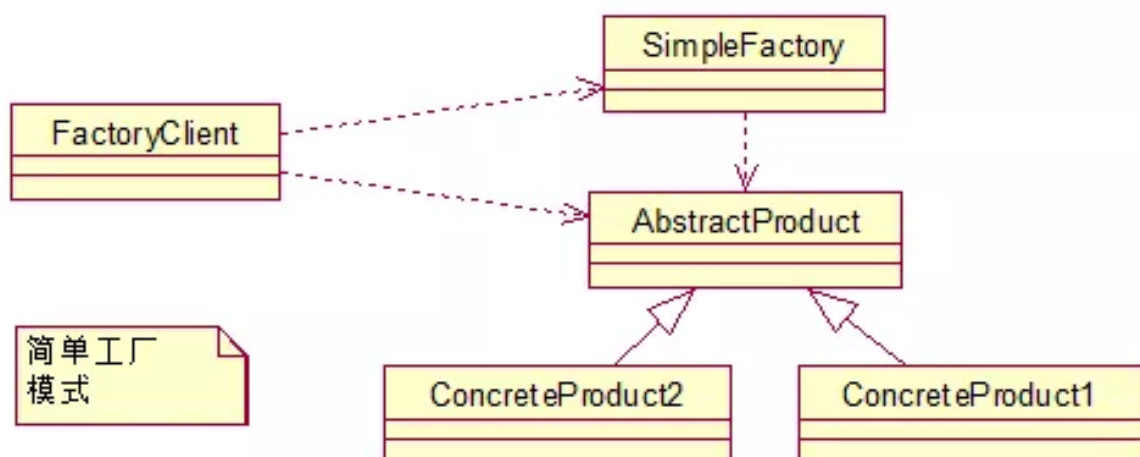 SimpleFactory
FactoryClient
AbstractProduct
简单工厂
模式
ConcreteProduct2
ConcreteProduct1